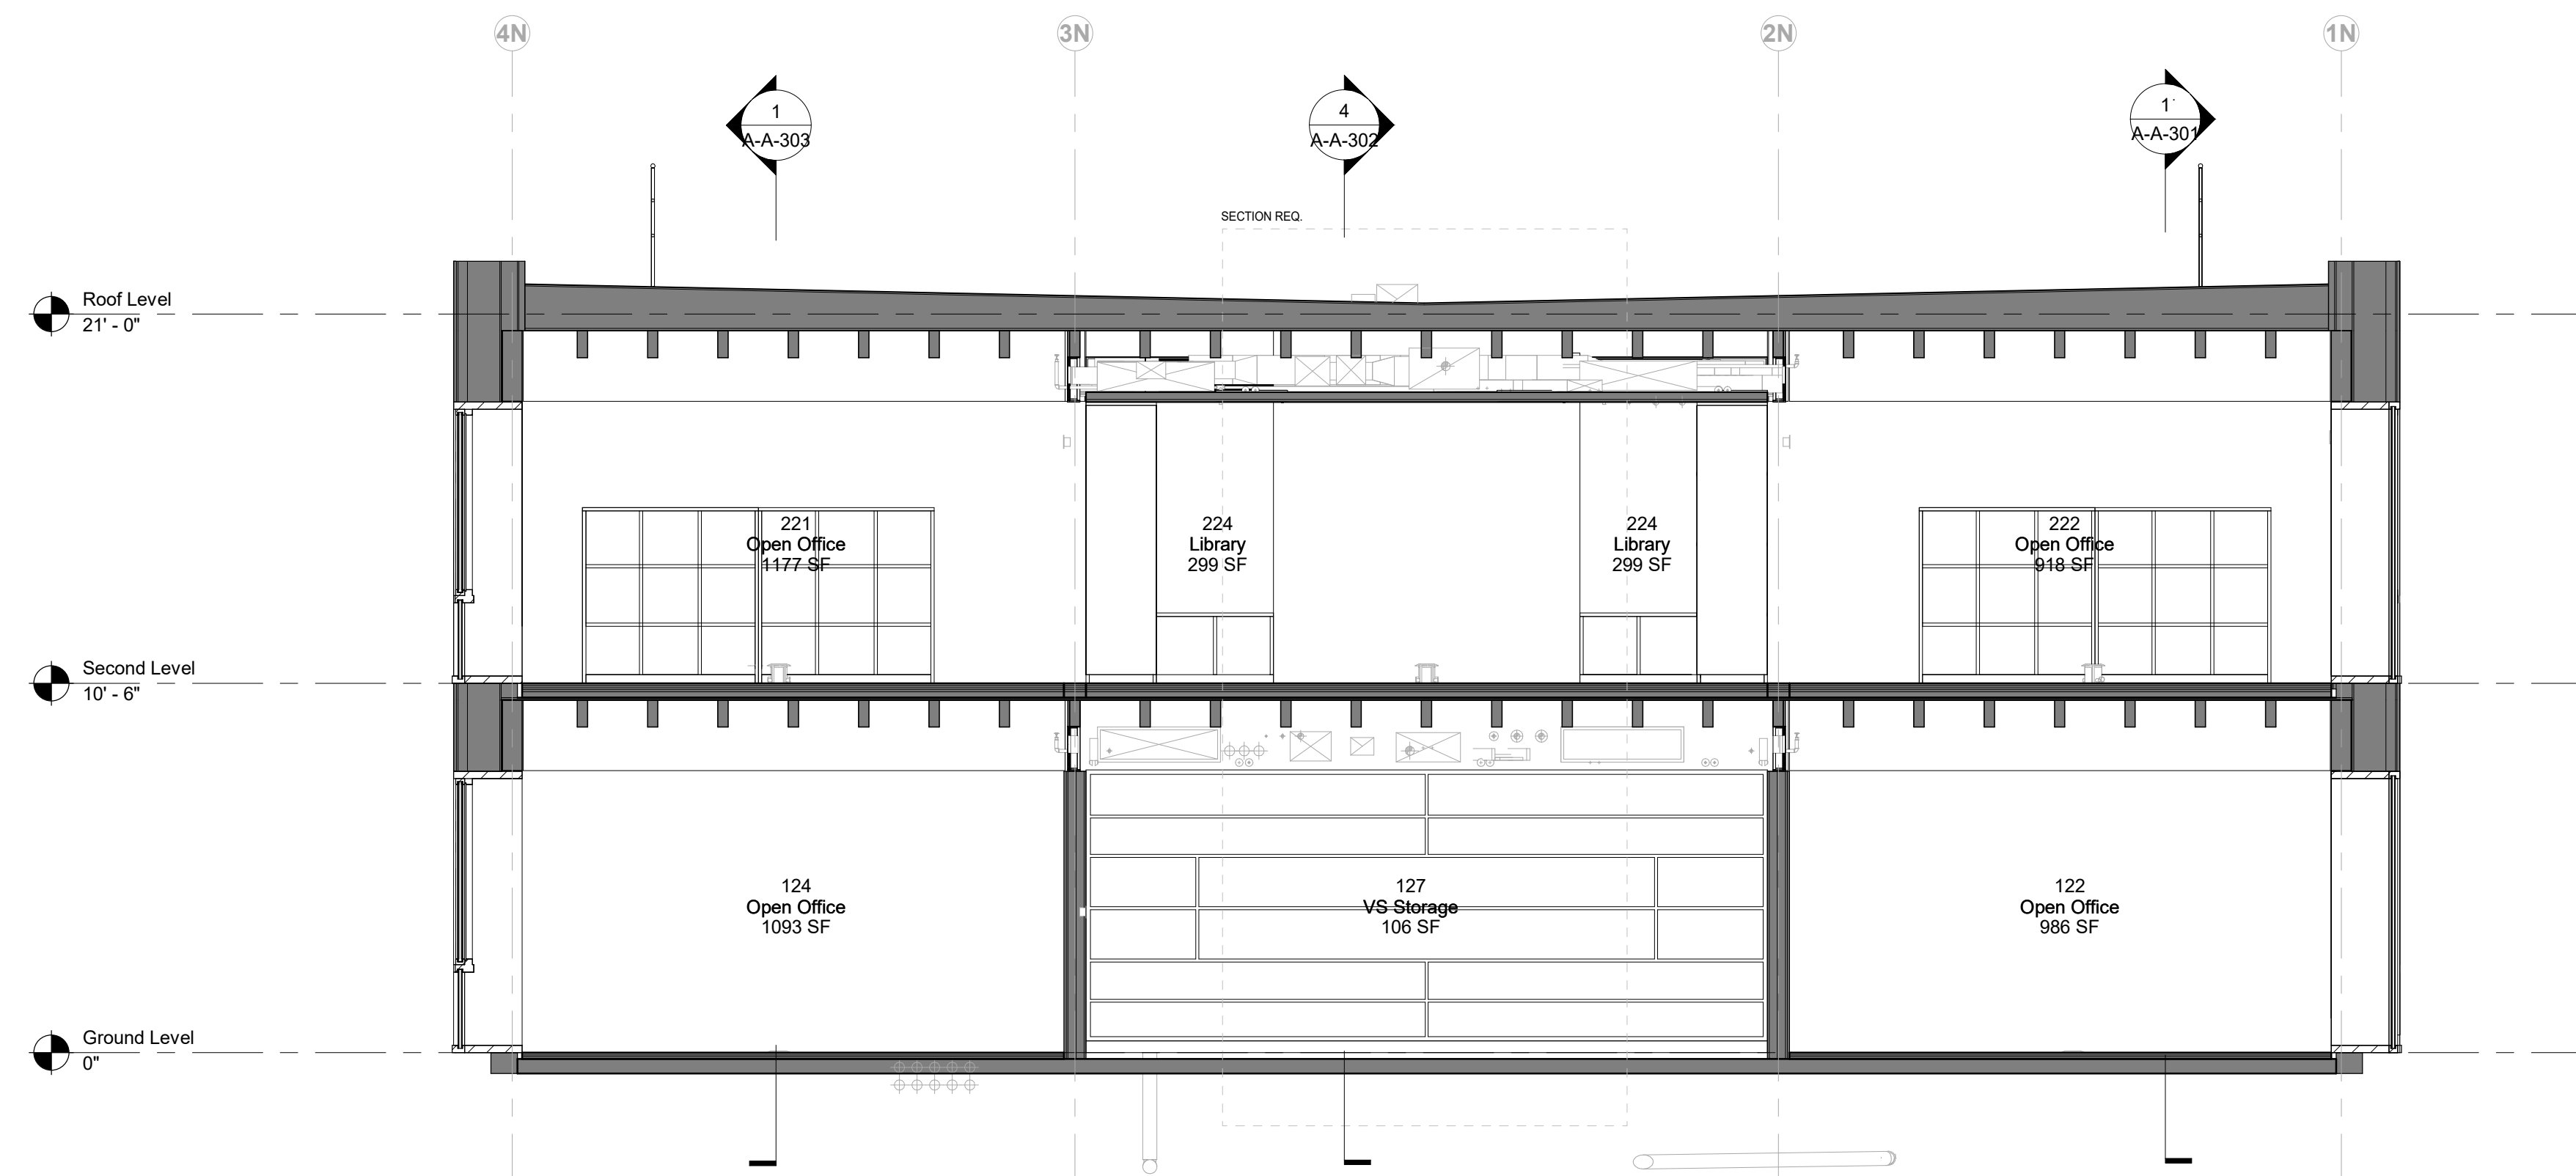 4N
3N
2N
1N
1
A-A-303
4
A-A-302
1
A-A-301
SECTION REQ.
Roof Level
21' - 0"
221
Open Office
1177 SF
224
Library
299 SF
224
Library
299 SF
222
Open Office
918 SF
Second Level
10' - 6"
124
Open Office
1093 SF
127
VS Storage
106 SF
122
Open Office
986 SF
Ground Level
0"